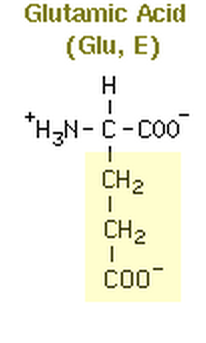 Glutamic Acid
(Glu, E)
H
⁺H₃N-C-COO⁻
CH₂
CH₂
COO⁻